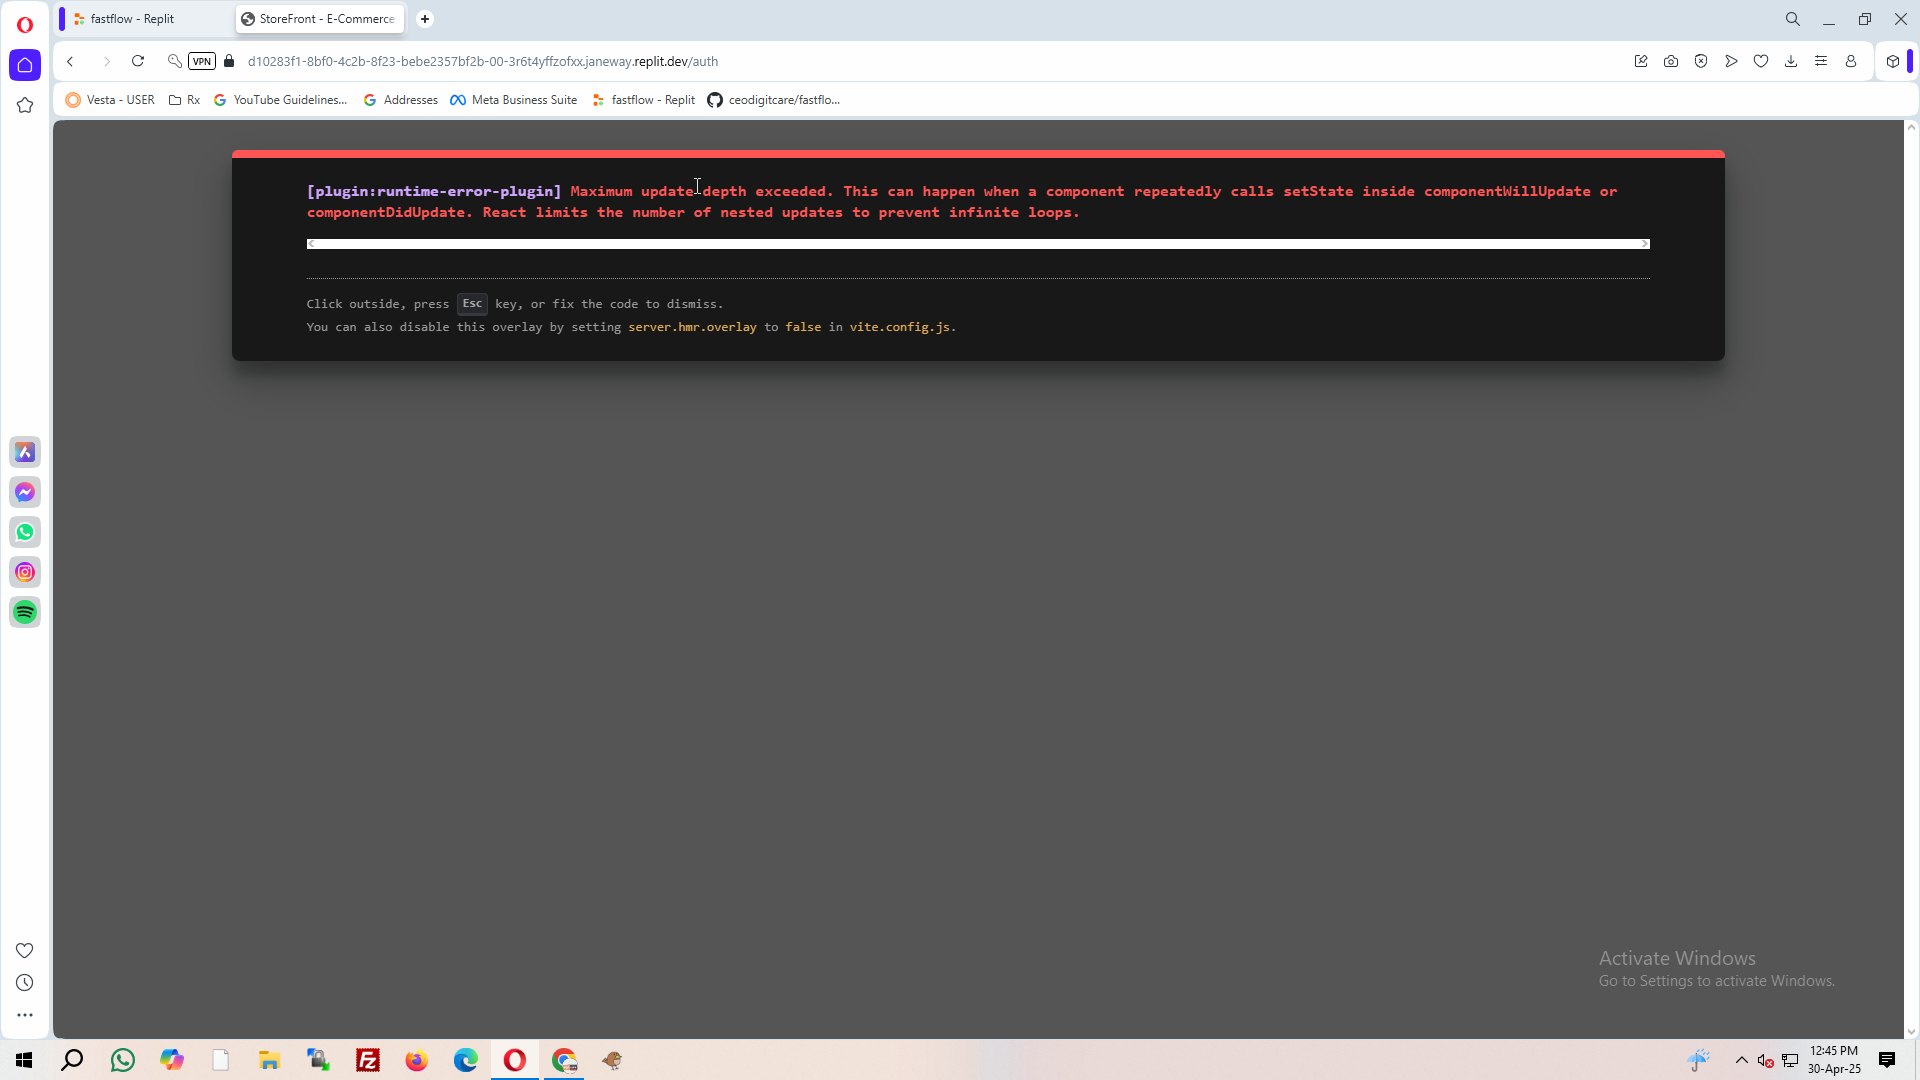 fastflow - Replit
StoreFront - E-Commerce
VPN
d10283f1-8bf0-4c2b-8f23-bebe2357bf2b-00-3r6t4yffzofxx.janeway.replit.dev/auth
Vesta - USER
Rx
YouTube Guidelines...
Addresses
Meta Business Suite
fastflow - Replit
ceodigitcare/fastflo...
[plugin:runtime-error-plugin] Maximum update depth exceeded. This can happen when a component repeatedly calls setState inside componentWillUpdate or
componentDidUpdate. React limits the number of nested updates to prevent infinite loops.
Click outside, press Esc key, or fix the code to dismiss.
You can also disable this overlay by setting server.hmr.overlay to false in vite.config.js.
Activate Windows
Go to Settings to activate Windows.
12:45 PM
30-Apr-25